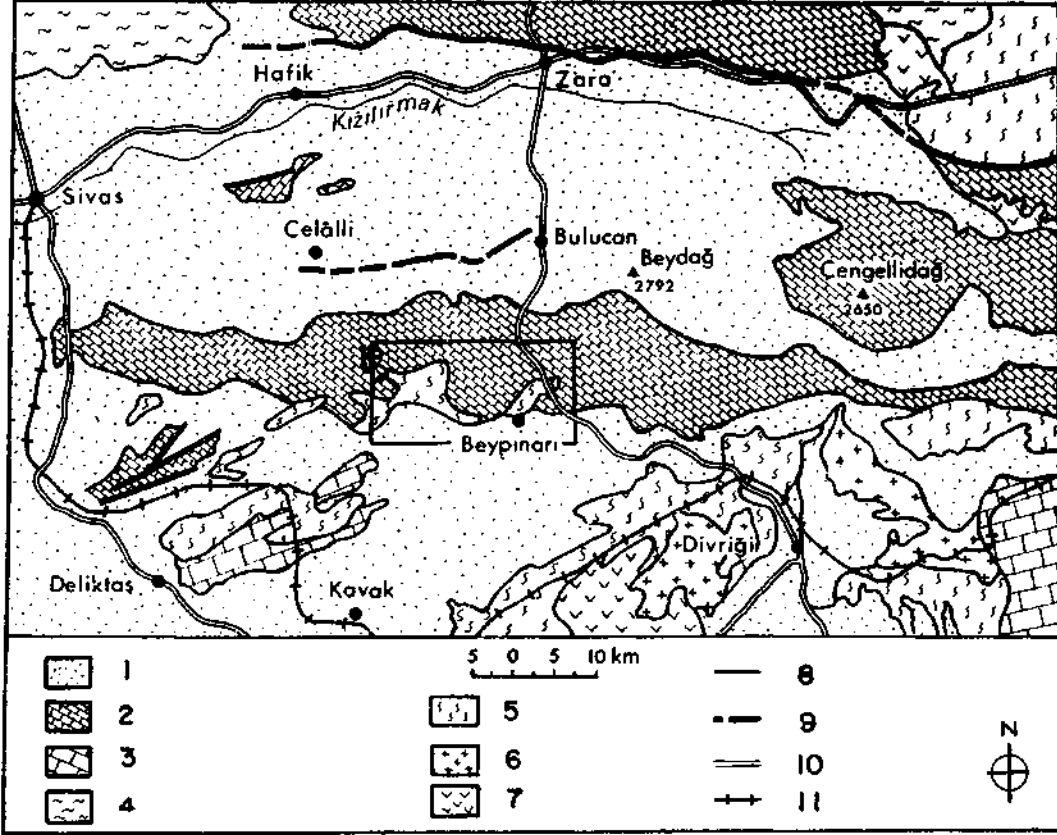 Hafik
Zara
Kızılırmak
Sivas
Celâlli
Bulucan
Beydağ
2792
Cengellidağ
2650
Beypınarı
Divriği
Deliktaş
Kavak
5 0 5 10 km
1
2
3
4
5
6
7
8
9
10
11
N